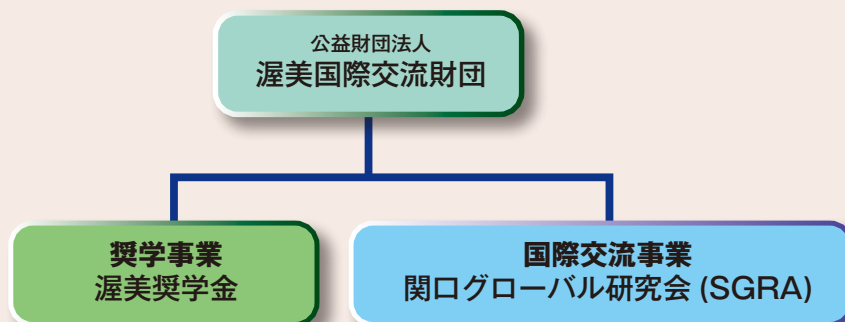 公益財団法人
渥美国際交流財団
奨学事業
渥美奨学金
国際交流事業
関口グローバル研究会 (SGRA)